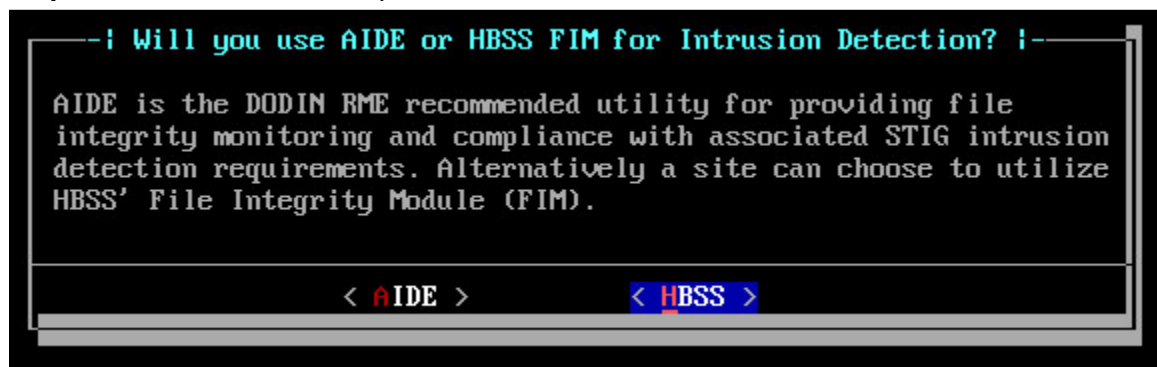 -| Will you use AIDE or HBSS FIM for Intrusion Detection? |-
AIDE is the DODIN RME recommended utility for providing file
integrity monitoring and compliance with associated STIG intrusion
detection requirements. Alternatively a site can choose to utilize
HBSS' File Integrity Module (FIM).
< AIDE > < HBSS >